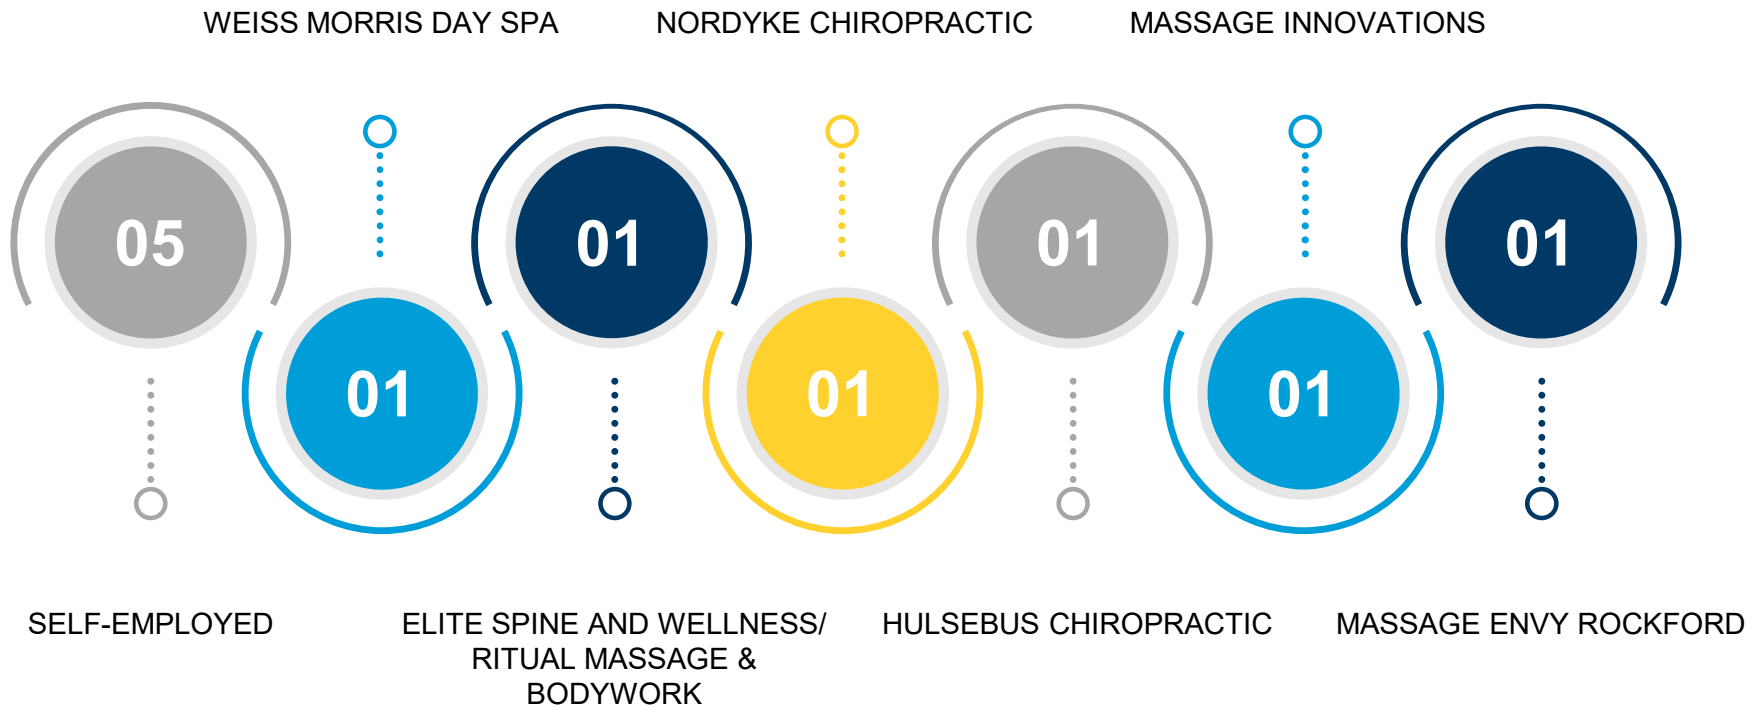 WEISS MORRIS DAY SPA
NORDYKE CHIROPRACTIC
MASSAGE INNOVATIONS
05
01
01
01
01
01
01
SELF-EMPLOYED
ELITE SPINE AND WELLNESS/
RITUAL MASSAGE &
BODYWORK
HULSEBUS CHIROPRACTIC
MASSAGE ENVY ROCKFORD